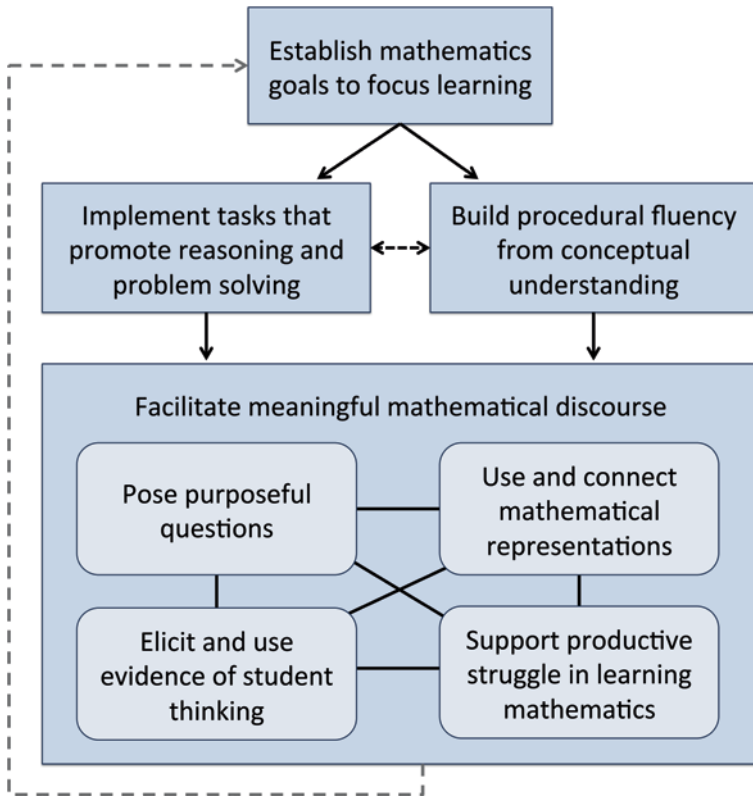 Establish mathematics
goals to focus learning
Implement tasks that
promote reasoning and
problem solving
Build procedural fluency
from conceptual
understanding
Facilitate meaningful mathematical discourse
Pose purposeful
questions
Use and connect
mathematical
representations
Elicit and use
evidence of student
thinking
Support productive
struggle in learning
mathematics